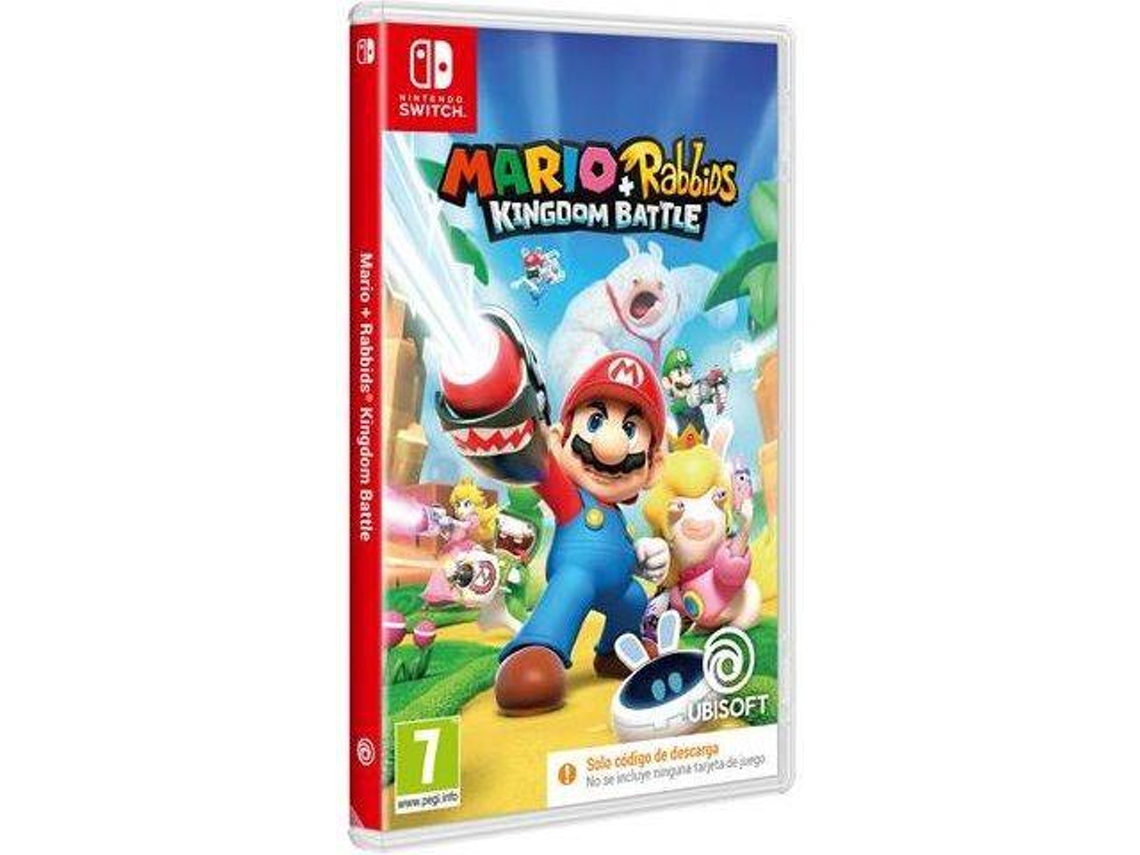 NINTENDO
SWITCH.
MARIO + Rabbids
KINGDOM BATTLE
Mario + Rabbids® Kingdom Battle
M
UBISOFT
7
www.pegi.info
! Solo código de descarga
No se incluye ninguna tarjeta de juego